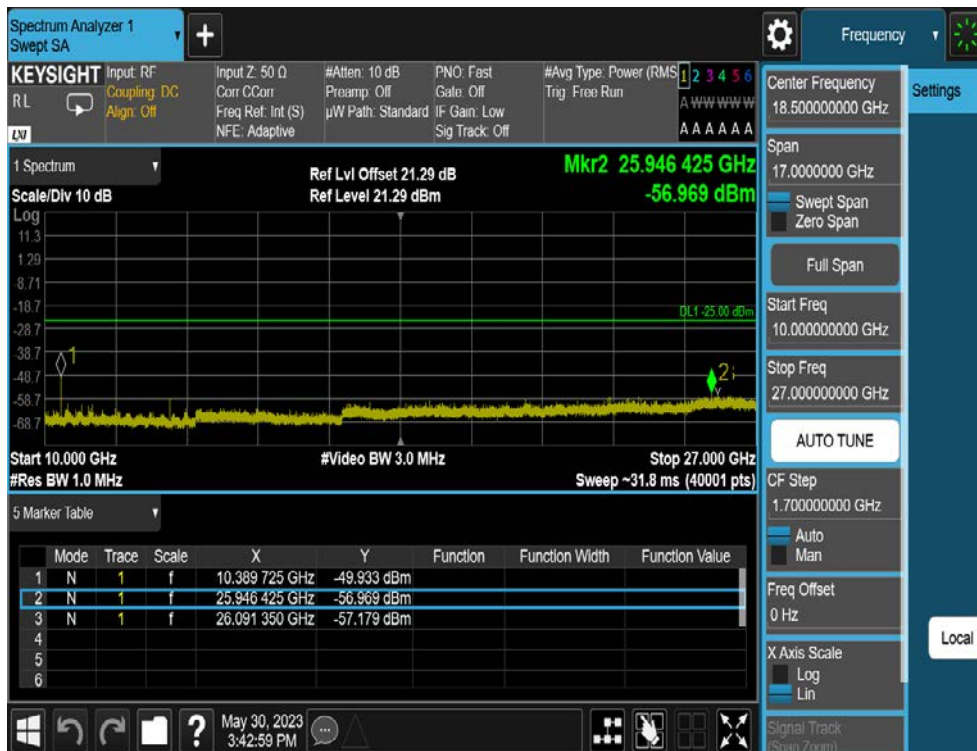 Spectrum Analyzer 1
Swept SA
+
Frequency
KEYSIGHT
RL
LXI
Input: RF
Coupling: DC
Align: Off
Input Z: 50 Ω
Corr CCorr
Freq Ref: Int (S)
NFE: Adaptive
#Atten: 10 dB
Preamp: Off
µW Path: Standard
PNO: Fast
Gate: Off
IF Gain: Low
Sig Track: Off
#Avg Type: Power (RMS
Trig: Free Run
1 2 3 4 5 6
A W W W W W
A A A A A A
1 Spectrum
Scale/Div 10 dB
Ref Lvl Offset 21.29 dB
Ref Level 21.29 dBm
Mkr2 25.946 425 GHz
-56.969 dBm
Log
11.3
1.29
-8.71
-18.7
-28.7
-38.7
-48.7
-58.7
-68.7
DL1 -25.00 dBm
1
2
Start 10.000 GHz
#Res BW 1.0 MHz
#Video BW 3.0 MHz
Stop 27.000 GHz
Sweep ~31.8 ms (40001 pts)
5 Marker Table
Mode Trace Scale X Y Function Function Width Function Value
1 N 1 f 10.389 725 GHz -49.933 dBm
2 N 1 f 25.946 425 GHz -56.969 dBm
3 N 1 f 26.091 350 GHz -57.179 dBm
4
5
6
May 30, 2023
3:42:59 PM
?
Center Frequency
18.500000000 GHz
Span
17.0000000 GHz
Swept Span
Zero Span
Full Span
Start Freq
10.000000000 GHz
Stop Freq
27.000000000 GHz
AUTO TUNE
CF Step
1.700000000 GHz
Auto
Man
Freq Offset
0 Hz
X Axis Scale
Log
Lin
Signal Track
(Span Zoom)
Settings
Local